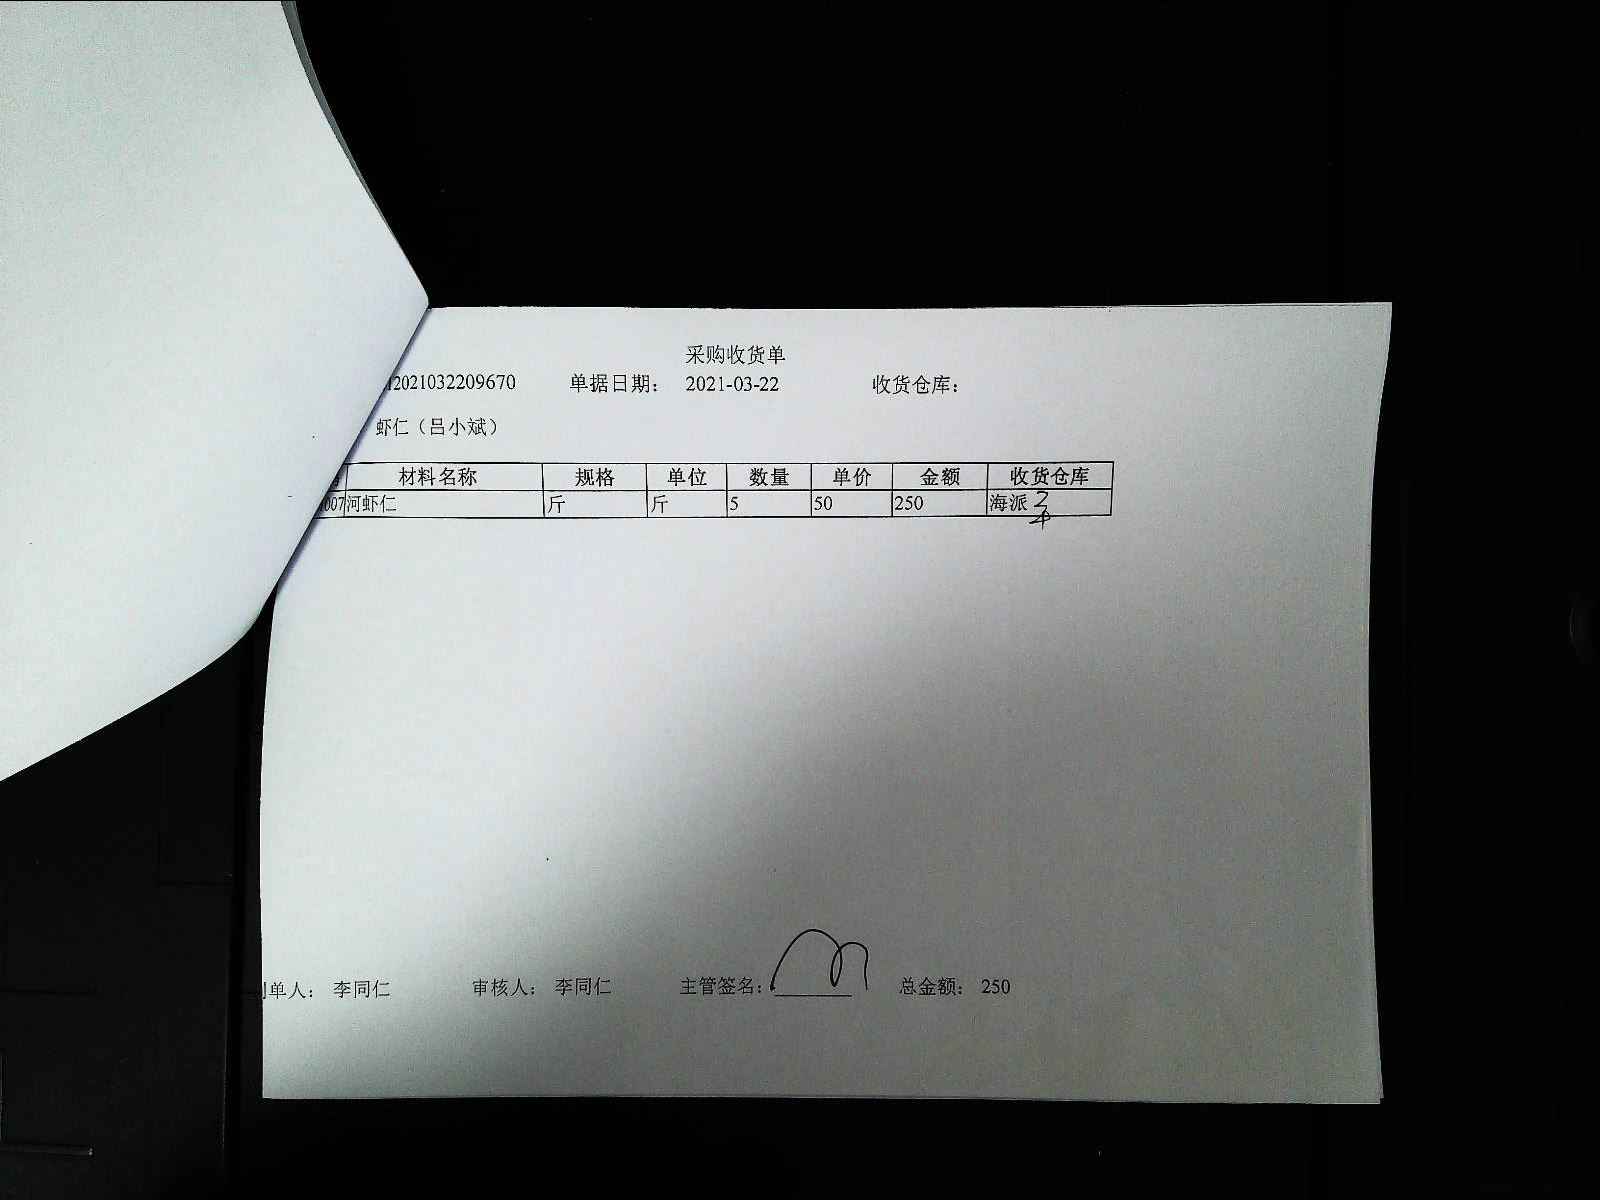 采购收货单
2021032209670 单据日期： 2021-03-22 收货仓库：
虾仁（吕小斌）
材料名称 规格 单位 数量 单价 金额 收货仓库
007 河虾仁 斤 斤 5 50 250 海派
单人： 李同仁 审核人： 李同仁 主管签名： 总金额： 250